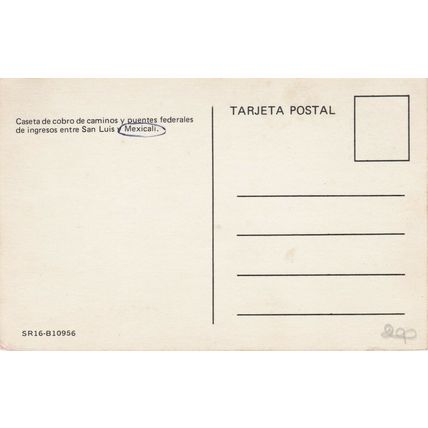 Caseta de cobro de caminos y puentes federales
de ingresos entre San Luis y Mexicali.
TARJETA POSTAL
SR16-B10956
200